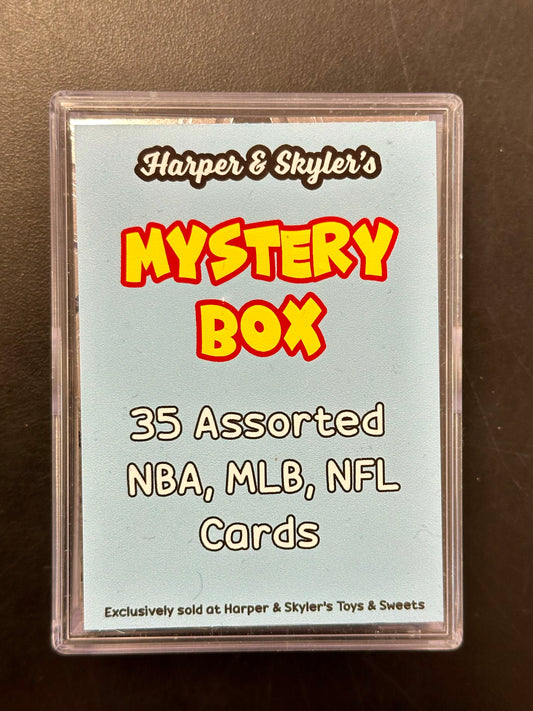 Harper & Skyler's
MYSTERY
BOX
35 Assorted
NBA, MLB, NFL
Cards
Exclusively sold at Harper & Skyler's Toys & Sweets